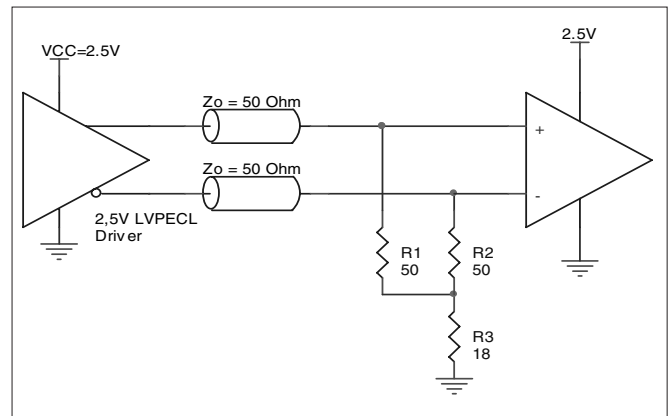 2.5V
VCC=2.5V
Zo = 50 Ohm
Zo = 50 Ohm
+
-
2,5V LVPECL
Driver
R1
50
R2
50
R3
18